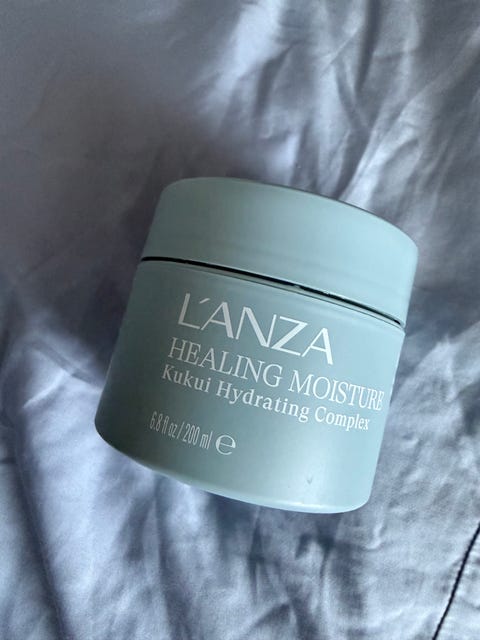 L'ANZA
HEALING MOISTURE
Kukui Hydrating Complex
6.8 fl oz / 200 ml ℮